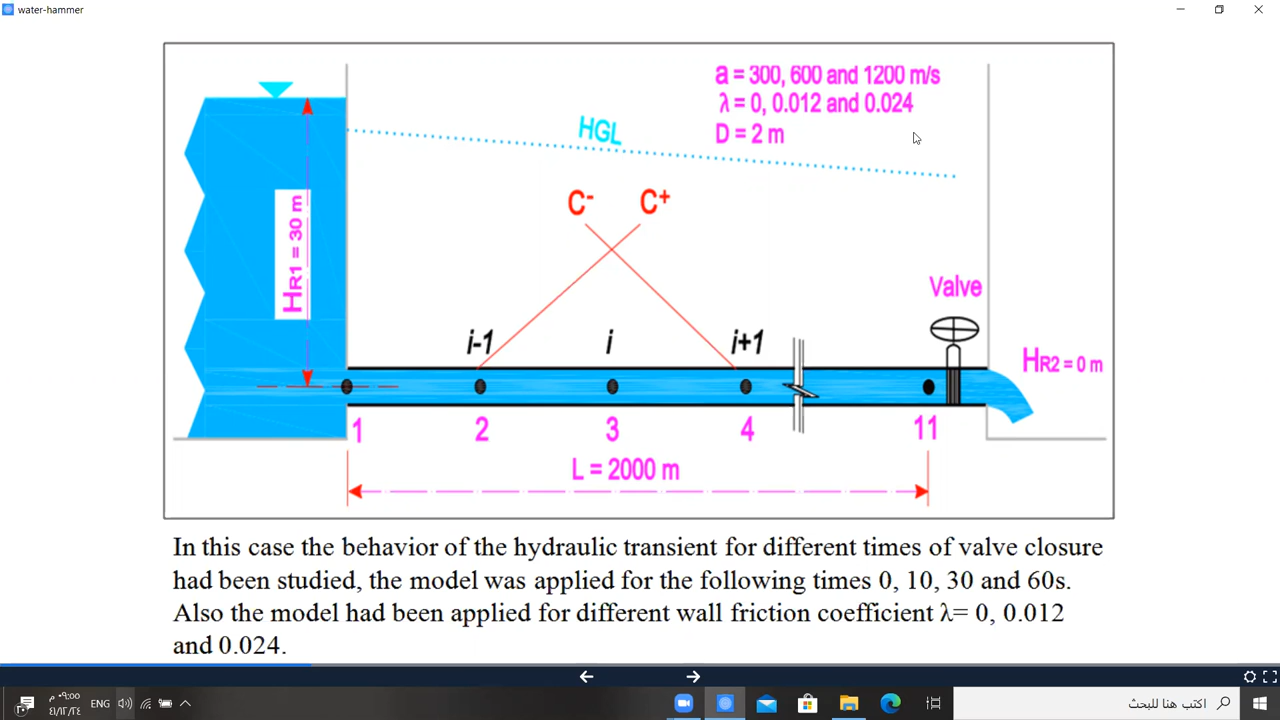 water-hammer
a = 300, 600 and 1200 m/s
λ = 0, 0.012 and 0.024
D = 2 m
HGL
C- C+
HR1 = 30 m
Valve
i-1 i i+1
HR2 = 0 m
1 2 3 4 11
L = 2000 m
In this case the behavior of the hydraulic transient for different times of valve closure
had been studied, the model was applied for the following times 0, 10, 30 and 60s.
Also the model had been applied for different wall friction coefficient λ= 0, 0.012
and 0.024.
ENG
اكتب هنا للبحث